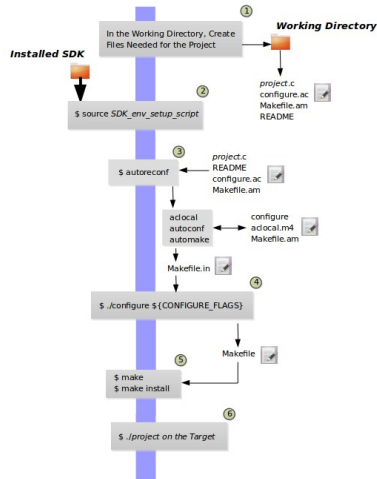 1
In the Working Directory, Create
Files Needed for the Project
Working Directory
Installed SDK
project.c
configure.ac
Makefile.am
README
2
$ source SDK_env_setup_script
3
$ autoreconf
project.c
README
configure.ac
Makefile.am
aclocal
autoconf
automake
configure
aclocal.m4
Makefile.am
Makefile.in
4
$ ./configure ${CONFIGURE_FLAGS}
Makefile
5
$ make
$ make install
6
$ ./project on the Target